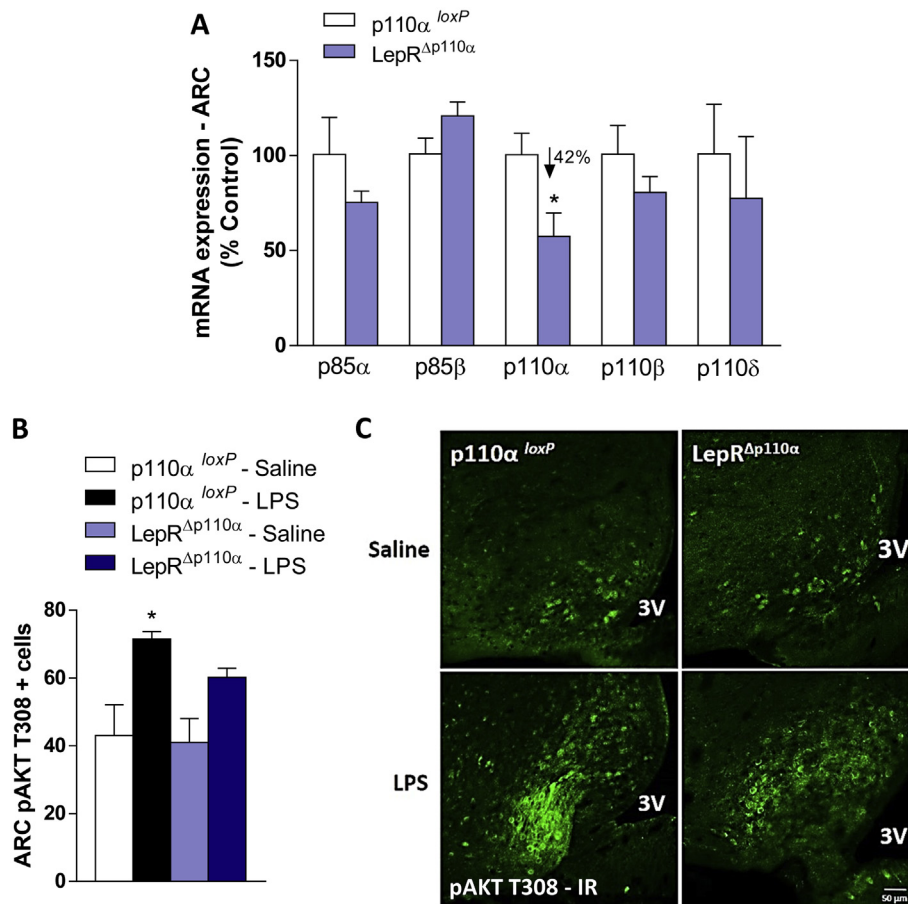 A
p110α loxP
LepRΔp110α
mRNA expression - ARC
(% Control)
150
100
50
0
42%
*
p85α
p85β
p110α
p110β
p110δ
B
p110α loxP - Saline
p110α loxP - LPS
LepRΔp110α - Saline
LepRΔp110α - LPS
ARC pAKT T308 + cells
80
60
40
20
0
*
C
p110α loxP
LepRΔp110α
Saline
3V
3V
LPS
3V
3V
pAKT T308 - IR
50 µm